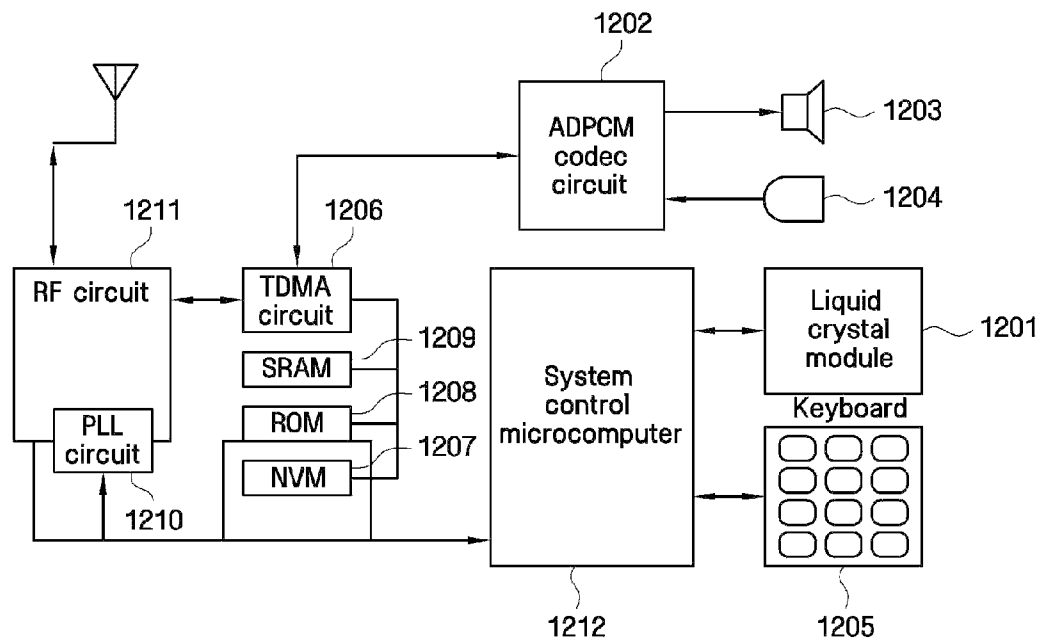 1202
ADPCM
codec
circuit
1203
1204
1211
RF circuit
1206
TDMA
circuit
1209
SRAM
1208
ROM
1207
NVM
PLL
circuit
1210
System
control
microcomputer
1212
Liquid
crystal
module
1201
Keyboard
1205